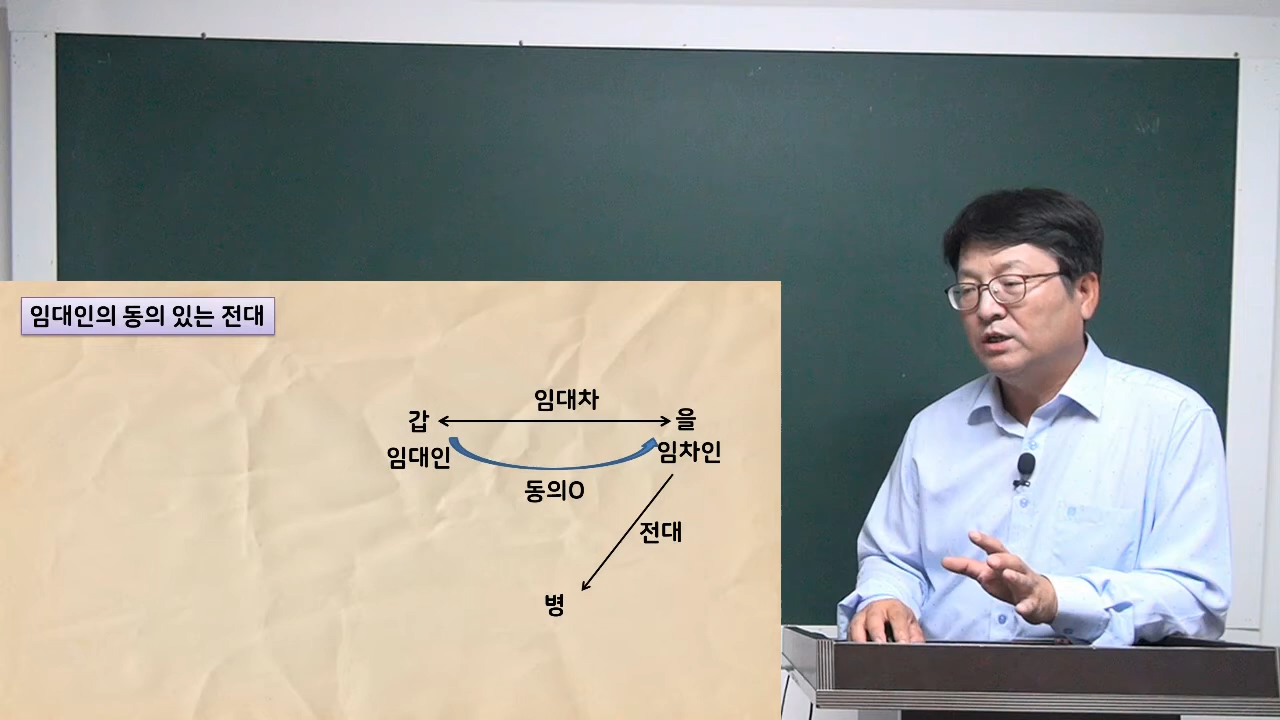 임대인의 동의 있는 전대
임대차
갑 을
임대인 임차인
동의O
전대
병